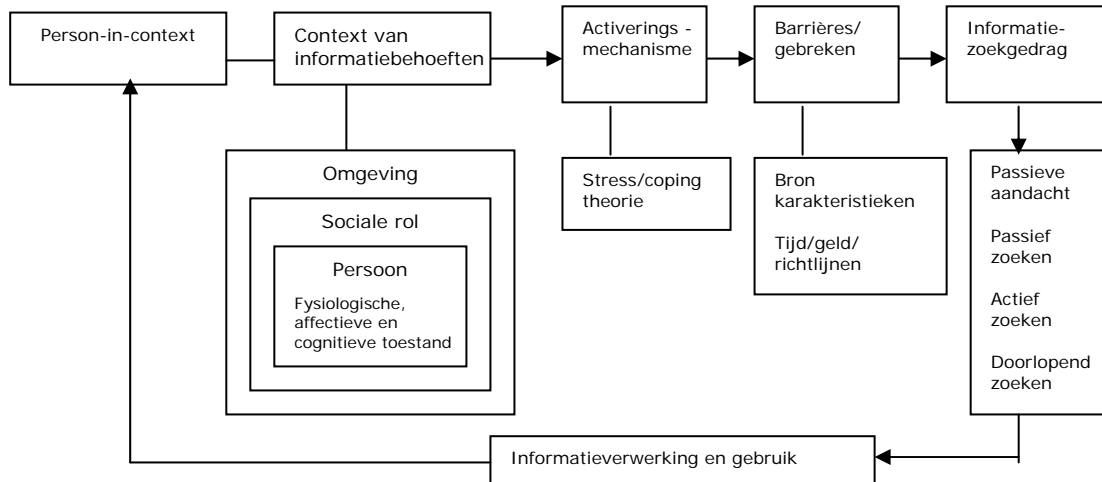 Person-in-context
Context van
informatiebehoeften
Activerings -
mechanisme
Barrières/
gebreken
Informatie-
zoekgedrag
Omgeving
Sociale rol
Persoon
Fysiologische,
affectieve en
cognitieve toestand
Stress/coping
theorie
Bron
karakteristieken
Tijd/geld/
richtlijnen
Passieve
aandacht
Passief
zoeken
Actief
zoeken
Doorlopend
zoeken
Informatieverwerking en gebruik